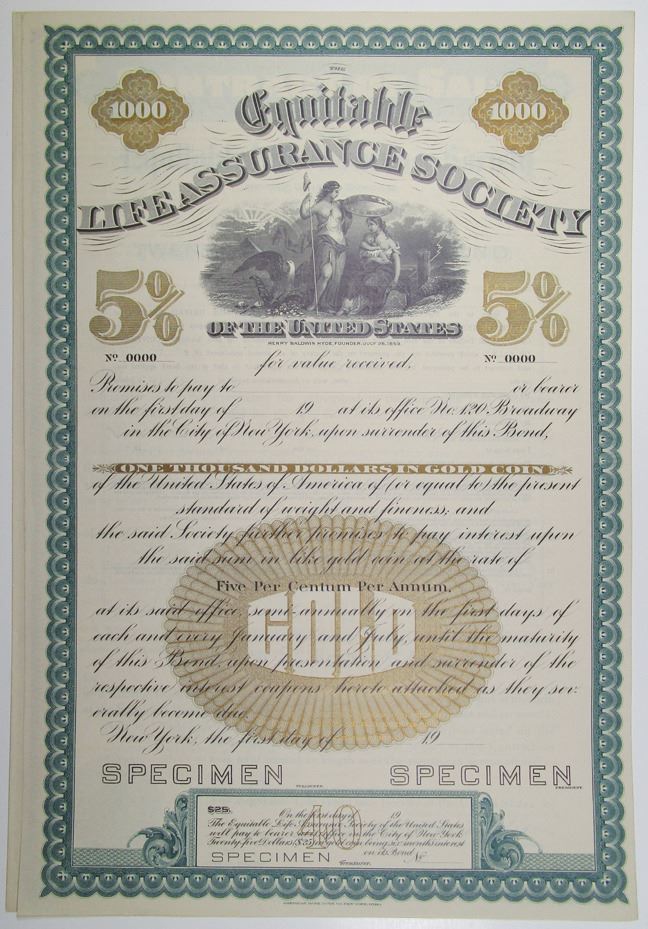 THE
Equitable
1000 1000
LIFE ASSURANCE SOCIETY
5% 5%
OF THE UNITED STATES
HENRY BALDWIN HYDE, FOUNDER, JULY 26, 1859.
No. 0000 No. 0000
for value received,
Promises to pay to or bearer
on the first day of 19 at its office No. 120 Broadway
in the City of New York, upon surrender of this Bond,
ONE THOUSAND DOLLARS IN GOLD COIN
of the United States of America of (or equal to) the present
standard of weight and fineness; and
the said Society further promises to pay interest upon
the said sum in like gold coin at the rate of
Five Per Centum Per Annum,
at its said office, semi-annually on the first days of
GOLD
each and every January and July, until the maturity
of this Bond, upon presentation and surrender of the
respective interest coupons hereto attached as they sev-
erally become due.
New York, the first day of 19
SPECIMEN SPECIMEN
TREASURER. PRESIDENT.
$25. On the first day of 19
The Equitable Life Assurance Society of the United States
will pay to bearer at its office in the City of New York
Twenty five Dollars ($25) in gold coin being six months interest
on its Bond No.
10
SPECIMEN
Treasurer.
AMERICAN BANK NOTE CO. NEW YORK.